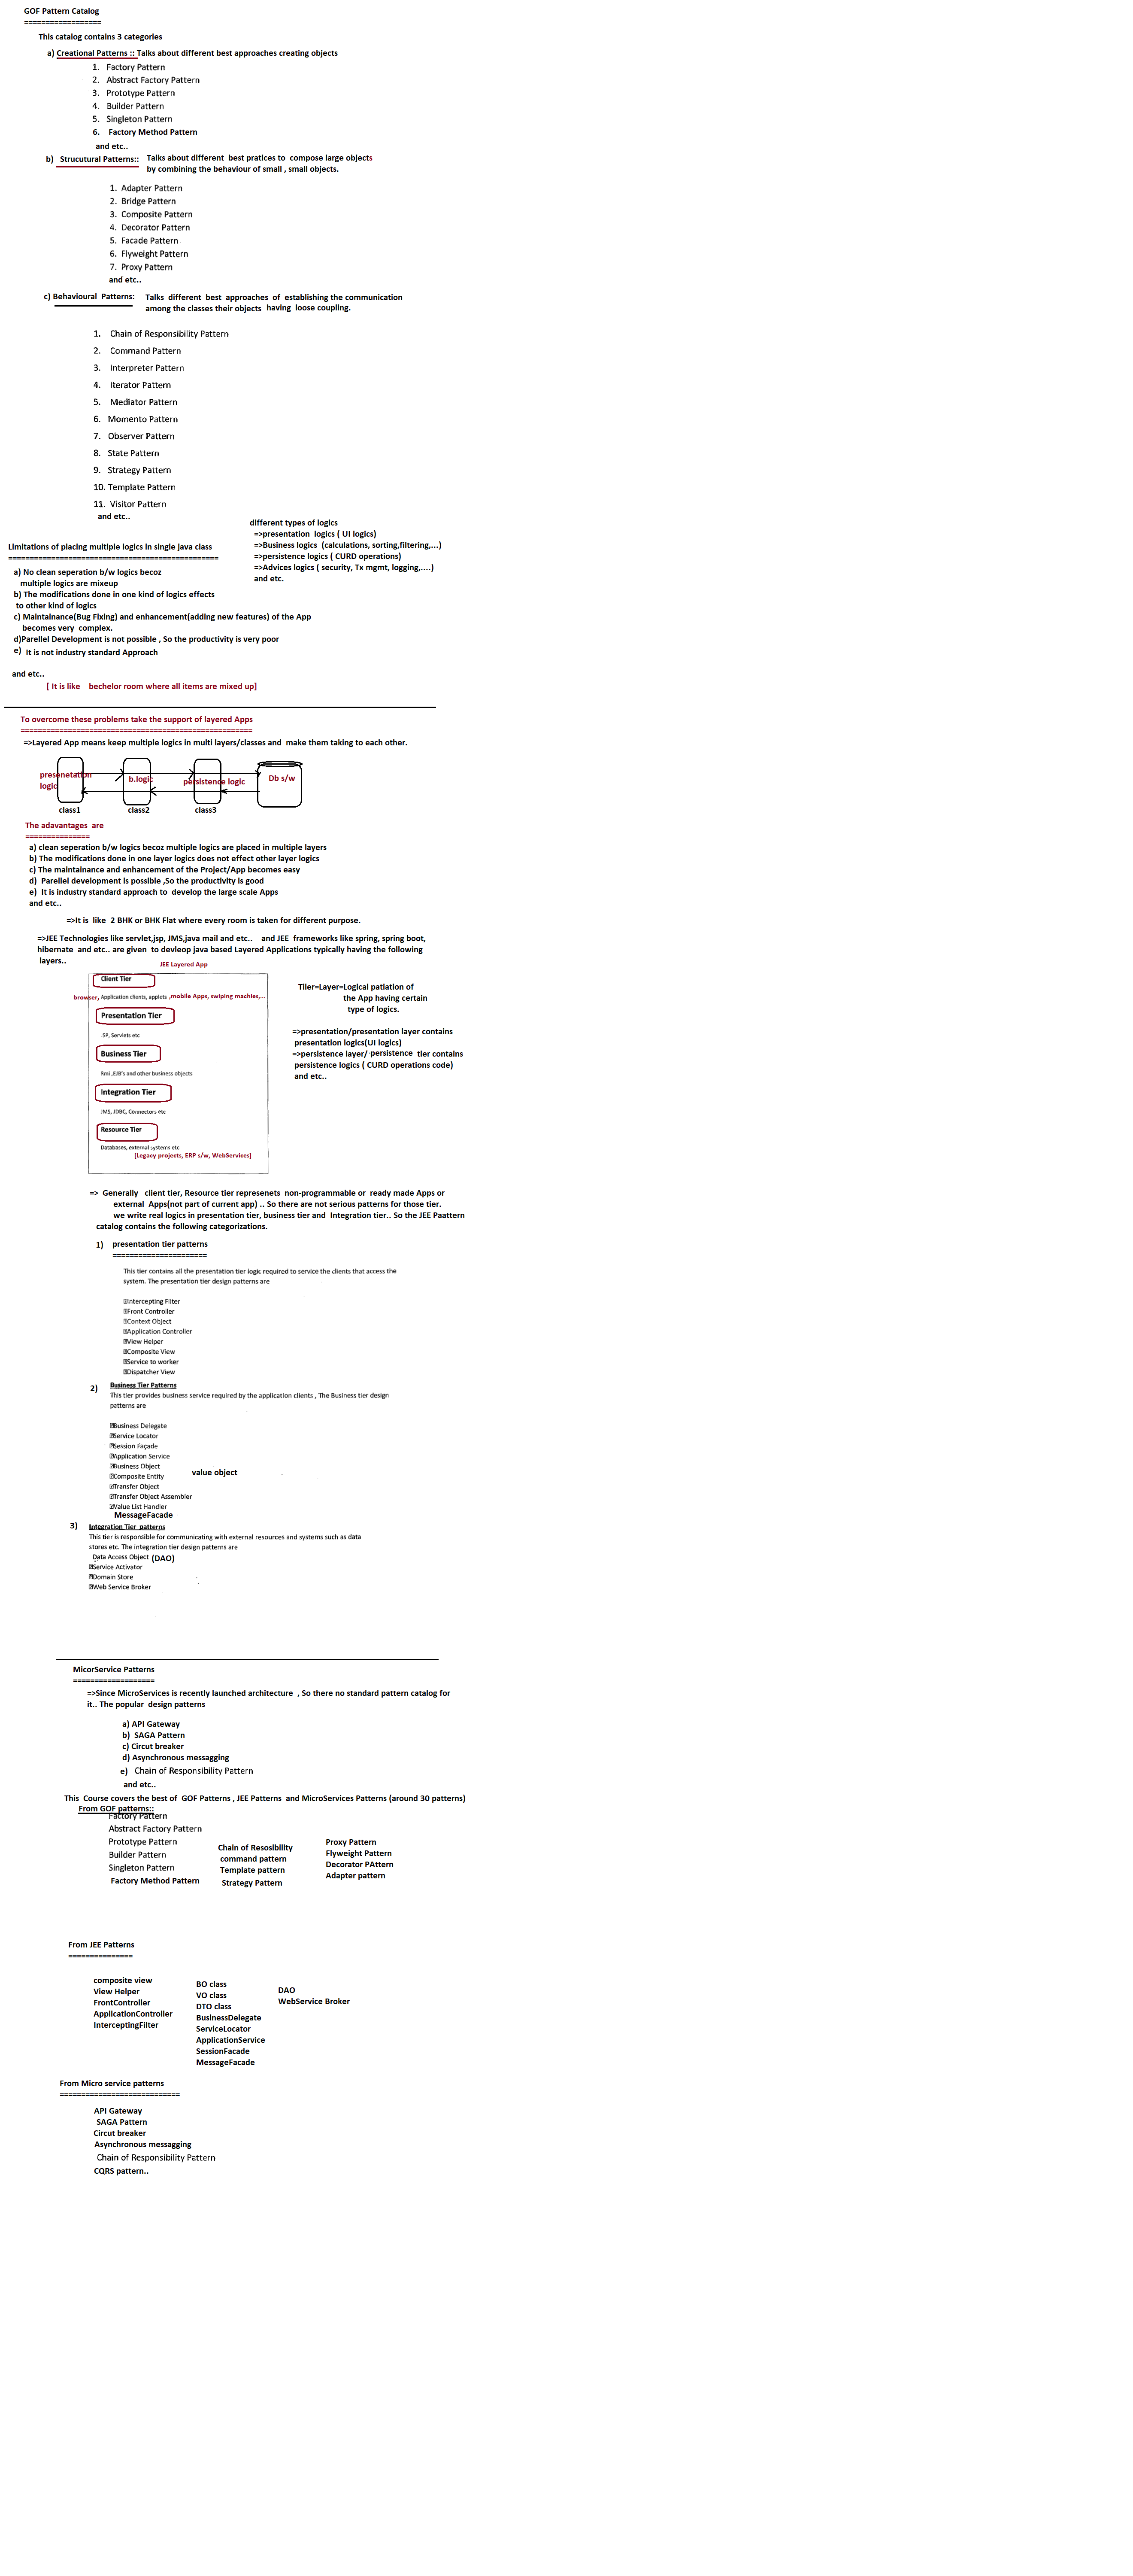 GOF Pattern Catalog
==================
This catalog contains 3 categories
a) Creational Patterns :: Talks about different best approaches creating objects
1. Factory Pattern
2. Abstract Factory Pattern
3. Prototype Pattern
4. Builder Pattern
5. Singleton Pattern
6. Factory Method Pattern
and etc..
b) Strucutural Patterns:: Talks about different best pratices to compose large objects
by combining the behaviour of small , small objects.
1. Adapter Pattern
2. Bridge Pattern
3. Composite Pattern
4. Decorator Pattern
5. Facade Pattern
6. Flyweight Pattern
7. Proxy Pattern
and etc..
c) Behavioural Patterns: Talks different best approaches of establishing the communication
among the classes their objects having loose coupling.
1. Chain of Responsibility Pattern
2. Command Pattern
3. Interpreter Pattern
4. Iterator Pattern
5. Mediator Pattern
6. Momento Pattern
7. Observer Pattern
8. State Pattern
9. Strategy Pattern
10. Template Pattern
11. Visitor Pattern
and etc..
different types of logics
=>presentation logics ( UI logics)
=>Business logics (calculations, sorting,filtering,...)
=>persistence logics ( CURD operations)
=>Advices logics ( security, Tx mgmt, logging,....)
and etc.
Limitations of placing multiple logics in single java class
=================================================
a) No clean seperation b/w logics becoz
multiple logics are mixeup
b) The modifications done in one kind of logics effects
to other kind of logics
c) Maintainance(Bug Fixing) and enhancement(adding new features) of the App
becomes very complex.
d)Parellel Development is not possible , So the productivity is very poor
e) It is not industry standard Approach
and etc..
[ It is like bechelor room where all items are mixed up]
To overcome these problems take the support of layered Apps
======================================================
=>Layered App means keep multiple logics in multi layers/classes and make them taking to each other.
presenetation
logic
b.logic
persistence logic
Db s/w
class1
class2
class3
The adavantages are
===============
a) clean seperation b/w logics becoz multiple logics are placed in multiple layers
b) The modifications done in one layer logics does not effect other layer logics
c) The maintainance and enhancement of the Project/App becomes easy
d) Parellel development is possible ,So the productivity is good
e) It is industry standard approach to develop the large scale Apps
and etc..
=>It is like 2 BHK or BHK Flat where every room is taken for different purpose.
=>JEE Technologies like servlet,jsp, JMS,java mail and etc.. and JEE frameworks like spring, spring boot,
hibernate and etc.. are given to devleop java based Layered Applications typically having the following
layers..
JEE Layered App
Client Tier
browser, Application clients, applets ,mobile Apps, swiping machies,...
Presentation Tier
JSP, Servlets etc
Business Tier
Rmi ,EJB's and other business objects
Integration Tier
JMS, JDBC, Connectors etc
Resource Tier
Databases, external systems etc
[Legacy projects, ERP s/w, WebServices]
Tiler=Layer=Logical patiation of
the App having certain
type of logics.
=>presentation/presentation layer contains
presentation logics(UI logics)
=>persistence layer/ persistence tier contains
persistence logics ( CURD operations code)
and etc..
=> Generally client tier, Resource tier represenets non-programmable or ready made Apps or
external Apps(not part of current app) .. So there are not serious patterns for those tier.
we write real logics in presentation tier, business tier and Integration tier.. So the JEE Paattern
catalog contains the following categorizations.
1) presentation tier patterns
======================
This tier contains all the presentation tier logic required to service the clients that access the
system. The presentation tier design patterns are
Intercepting Filter
Front Controller
Context Object
Application Controller
View Helper
Composite View
Service to worker
Dispatcher View
2) Business Tier Patterns
This tier provides business service required by the application clients , The Business tier design
patterns are
Business Delegate
Service Locator
Session Façade
Application Service
Business Object
Composite Entity
value object
Transfer Object
Transfer Object Assembler
Value List Handler
MessageFacade
3) Integration Tier patterns
This tier is responsible for communicating with external resources and systems such as data
stores etc. The integration tier design patterns are
Data Access Object (DAO)
Service Activator
Domain Store
Web Service Broker
MicorService Patterns
===================
=>Since MicroServices is recently launched architecture , So there no standard pattern catalog for
it.. The popular design patterns
a) API Gateway
b) SAGA Pattern
c) Circut breaker
d) Asynchronous messagging
e) Chain of Responsibility Pattern
and etc..
This Course covers the best of GOF Patterns , JEE Patterns and MicroServices Patterns (around 30 patterns)
From GOF patterns::
Factory Pattern
Abstract Factory Pattern
Prototype Pattern
Builder Pattern
Singleton Pattern
Factory Method Pattern
Chain of Resosibility
command pattern
Template pattern
Strategy Pattern
Proxy Pattern
Flyweight Pattern
Decorator PAttern
Adapter pattern
From JEE Patterns
===============
composite view
View Helper
FrontController
ApplicationController
InterceptingFilter
BO class
VO class
DTO class
BusinessDelegate
ServiceLocator
ApplicationService
SessionFacade
MessageFacade
DAO
WebService Broker
From Micro service patterns
============================
API Gateway
SAGA Pattern
Circut breaker
Asynchronous messagging
Chain of Responsibility Pattern
CQRS pattern..